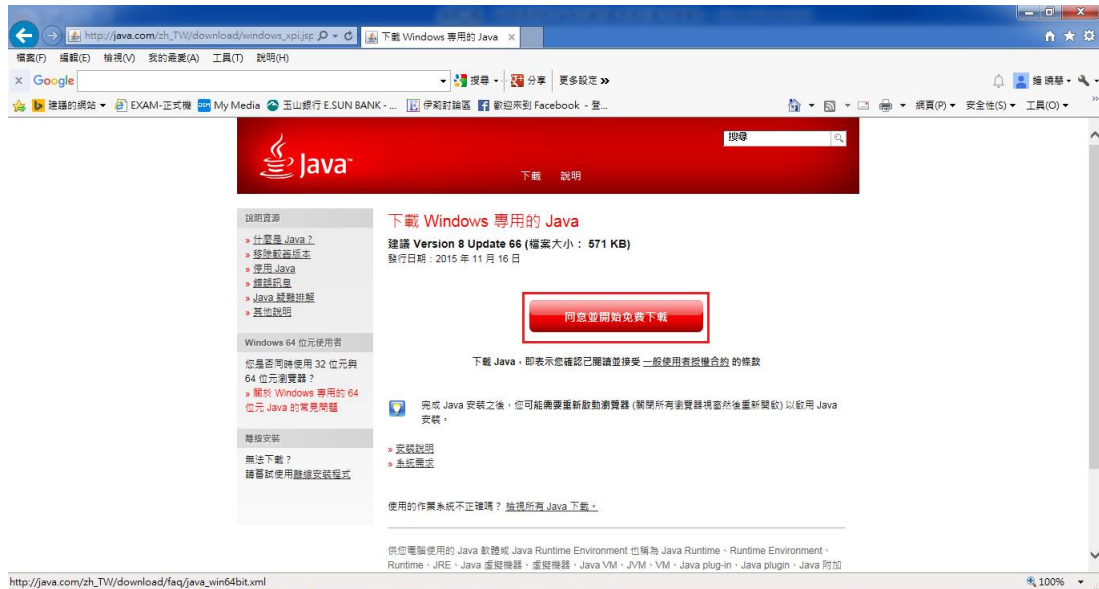 http://java.com/zh_TW/download/windows_xpi.jsp
下載 Windows 專用的 Java
檔案(F) 編輯(E) 檢視(V) 我的最愛(A) 工具(T) 說明(H)
Google 搜尋 分享 更多設定 »
建議的網站 EXAM-正式機 My Media 玉山銀行 E.SUN BANK - ... 伊莉討論區 歡迎來到 Facebook - 登... 網頁(P) 安全性(S) 工具(O)
Java
搜尋
下載 說明
說明資源
» 什麼是 Java？
» 移除較舊版本
» 停用 Java
» 錯誤訊息
» Java 疑難排解
» 其他說明
Windows 64 位元使用者
您是否同時使用 32 位元與
64 位元瀏覽器？
» 關於 Windows 專用的 64
位元 Java 的常見問題
離線安裝
無法下載？
請嘗試使用離線安裝程式
下載 Windows 專用的 Java
建議 Version 8 Update 66 (檔案大小： 571 KB)
發行日期：2015 年 11 月 16 日
同意並開始免費下載
下載 Java，即表示您確認已閱讀並接受 一般使用者授權合約 的條款
完成 Java 安裝之後，您可能需要重新啟動瀏覽器 (關閉所有瀏覽器視窗然後重新開啟) 以啟用 Java
安裝。
» 安裝說明
» 系統需求
使用的作業系統不正確嗎？ 檢視所有 Java 下載。
供您電腦使用的 Java 軟體或 Java Runtime Environment 也稱為 Java Runtime、Runtime Environment、
Runtime、JRE、Java 虛擬機器、虛擬機器、Java VM、JVM、VM、Java plug-in、Java plugin、Java 附加
http://java.com/zh_TW/download/faq/java_win64bit.xml
100%